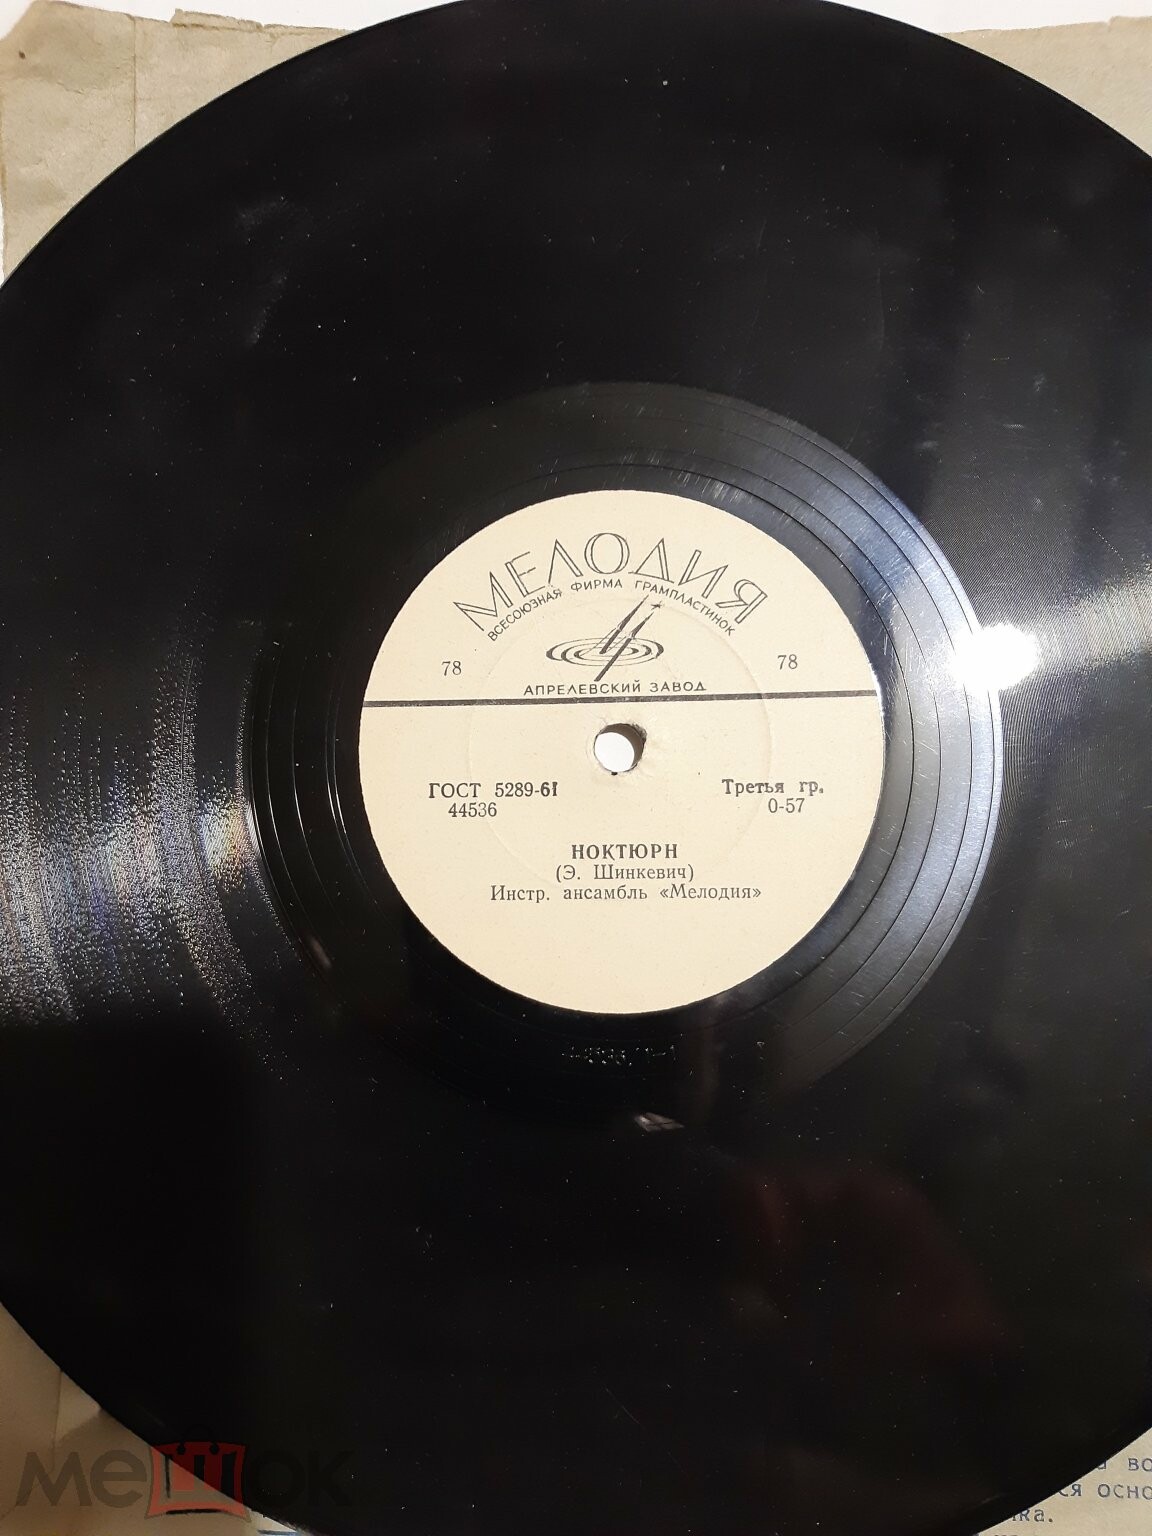 МЕЛОДИЯ
ВСЕСОЮЗНАЯ ФИРМА ГРАМПЛАСТИНОК
78 78
АПРЕЛЕВСКИЙ ЗАВОД
ГОСТ 5289-61 Третья гр.
44536 0-57
НОКТЮРН
(Э. Шинкевич)
Инстр. ансамбль «Мелодия»
мешок